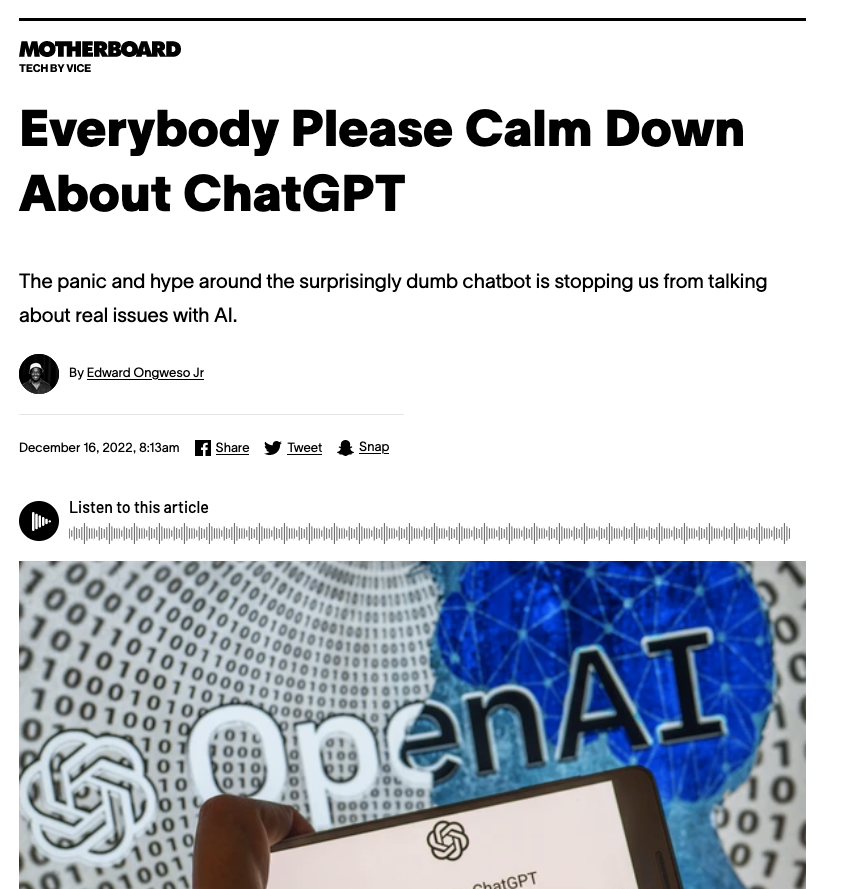 MOTHERBOARD
TECH BY VICE
Everybody Please Calm Down
About ChatGPT
The panic and hype around the surprisingly dumb chatbot is stopping us from talking
about real issues with AI.
By Edward Ongweso Jr
December 16, 2022, 8:13am Share Tweet Snap
Listen to this article
OpenAI
ChatGPT